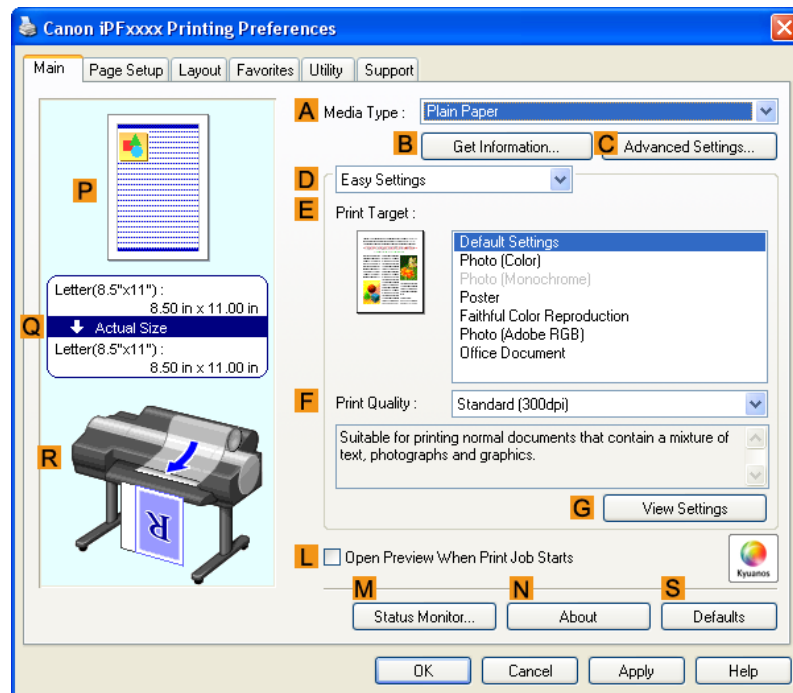 Canon iPFxxxx Printing Preferences
Main Page Setup Layout Favorites Utility Support
A Media Type : Plain Paper
B Get Information... C Advanced Settings...
D Easy Settings
E Print Target :
Default Settings
Photo (Color)
Photo (Monochrome)
Poster
Faithful Color Reproduction
Photo (Adobe RGB)
Office Document
P
Letter(8.5"x11") :
8.50 in x 11.00 in
Q Actual Size
Letter(8.5"x11") :
8.50 in x 11.00 in
R
R
F Print Quality : Standard (300dpi)
Suitable for printing normal documents that contain a mixture of
text, photographs and graphics.
G View Settings
L Open Preview When Print Job Starts
Kyuanos
M N S
Status Monitor... About Defaults
OK Cancel Apply Help